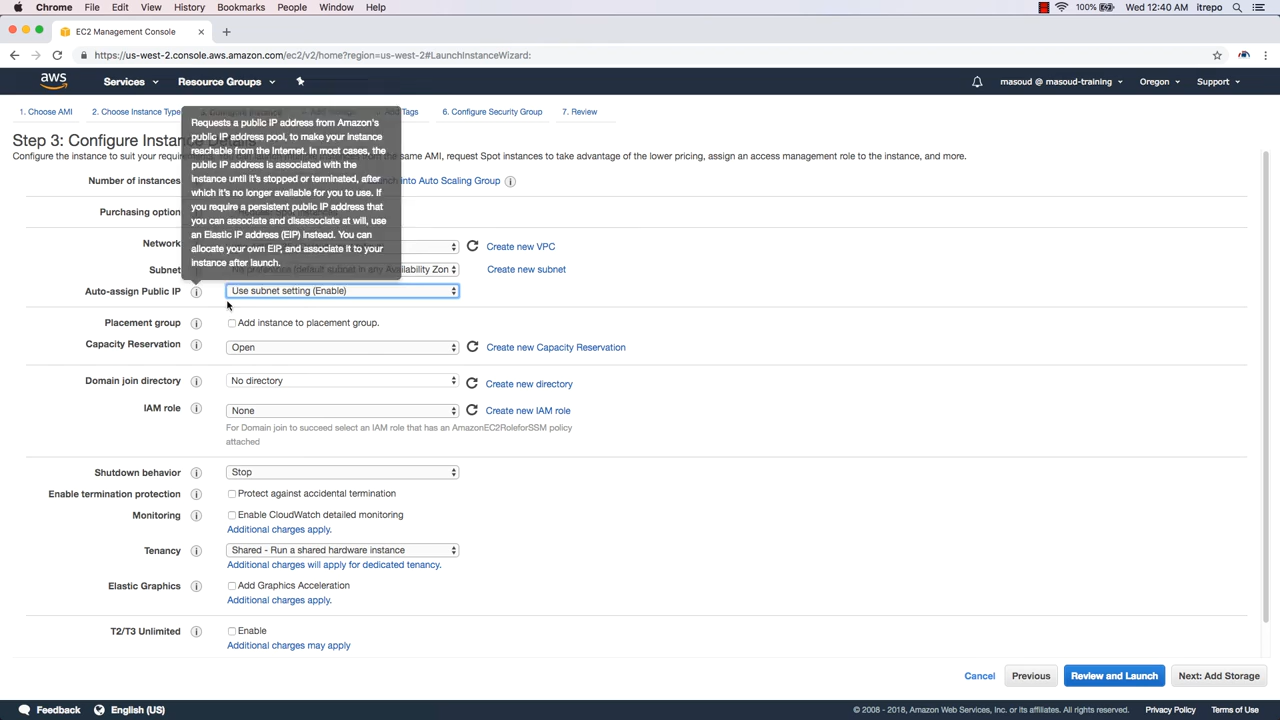 Chrome File Edit View History Bookmarks People Window Help 100% Wed 12:40 AM itrepo
EC2 Management Console
https://us-west-2.console.aws.amazon.com/ec2/v2/home?region=us-west-2#LaunchInstanceWizard:
aws Services Resource Groups masoud @ masoud-training Oregon Support
1. Choose AMI 2. Choose Instance Type Add Tags 6. Configure Security Group 7. Review
Step 3: Configure Instance Details
Configure the instance to suit your requirements. the same AMI, request Spot instances to take advantage of the lower pricing, assign an access management role to the instance, and more.
Requests a public IP address from Amazon's
public IP address pool, to make your instance
reachable from the Internet. In most cases, the
public IP address is associated with the
instance until it's stopped or terminated, after
which it's no longer available for you to use. If
you require a persistent public IP address that
you can associate and disassociate at will, use
an Elastic IP address (EIP) instead. You can
allocate your own EIP, and associate it to your
instance after launch.
Number of instances Launch into Auto Scaling Group
Purchasing option
Network Create new VPC
Subnet No preference (default subnet in any Availability Zon Create new subnet
Auto-assign Public IP Use subnet setting (Enable)
Placement group Add instance to placement group.
Capacity Reservation Open Create new Capacity Reservation
Domain join directory No directory Create new directory
IAM role None Create new IAM role
For Domain join to succeed select an IAM role that has an AmazonEC2RoleforSSM policy
attached
Shutdown behavior Stop
Enable termination protection Protect against accidental termination
Monitoring Enable CloudWatch detailed monitoring
Additional charges apply.
Tenancy Shared - Run a shared hardware instance
Additional charges will apply for dedicated tenancy.
Elastic Graphics Add Graphics Acceleration
Additional charges apply.
T2/T3 Unlimited Enable
Additional charges may apply
Cancel Previous Review and Launch Next: Add Storage
Feedback English (US) © 2008 - 2018, Amazon Web Services, Inc. or its affiliates. All rights reserved. Privacy Policy Terms of Use